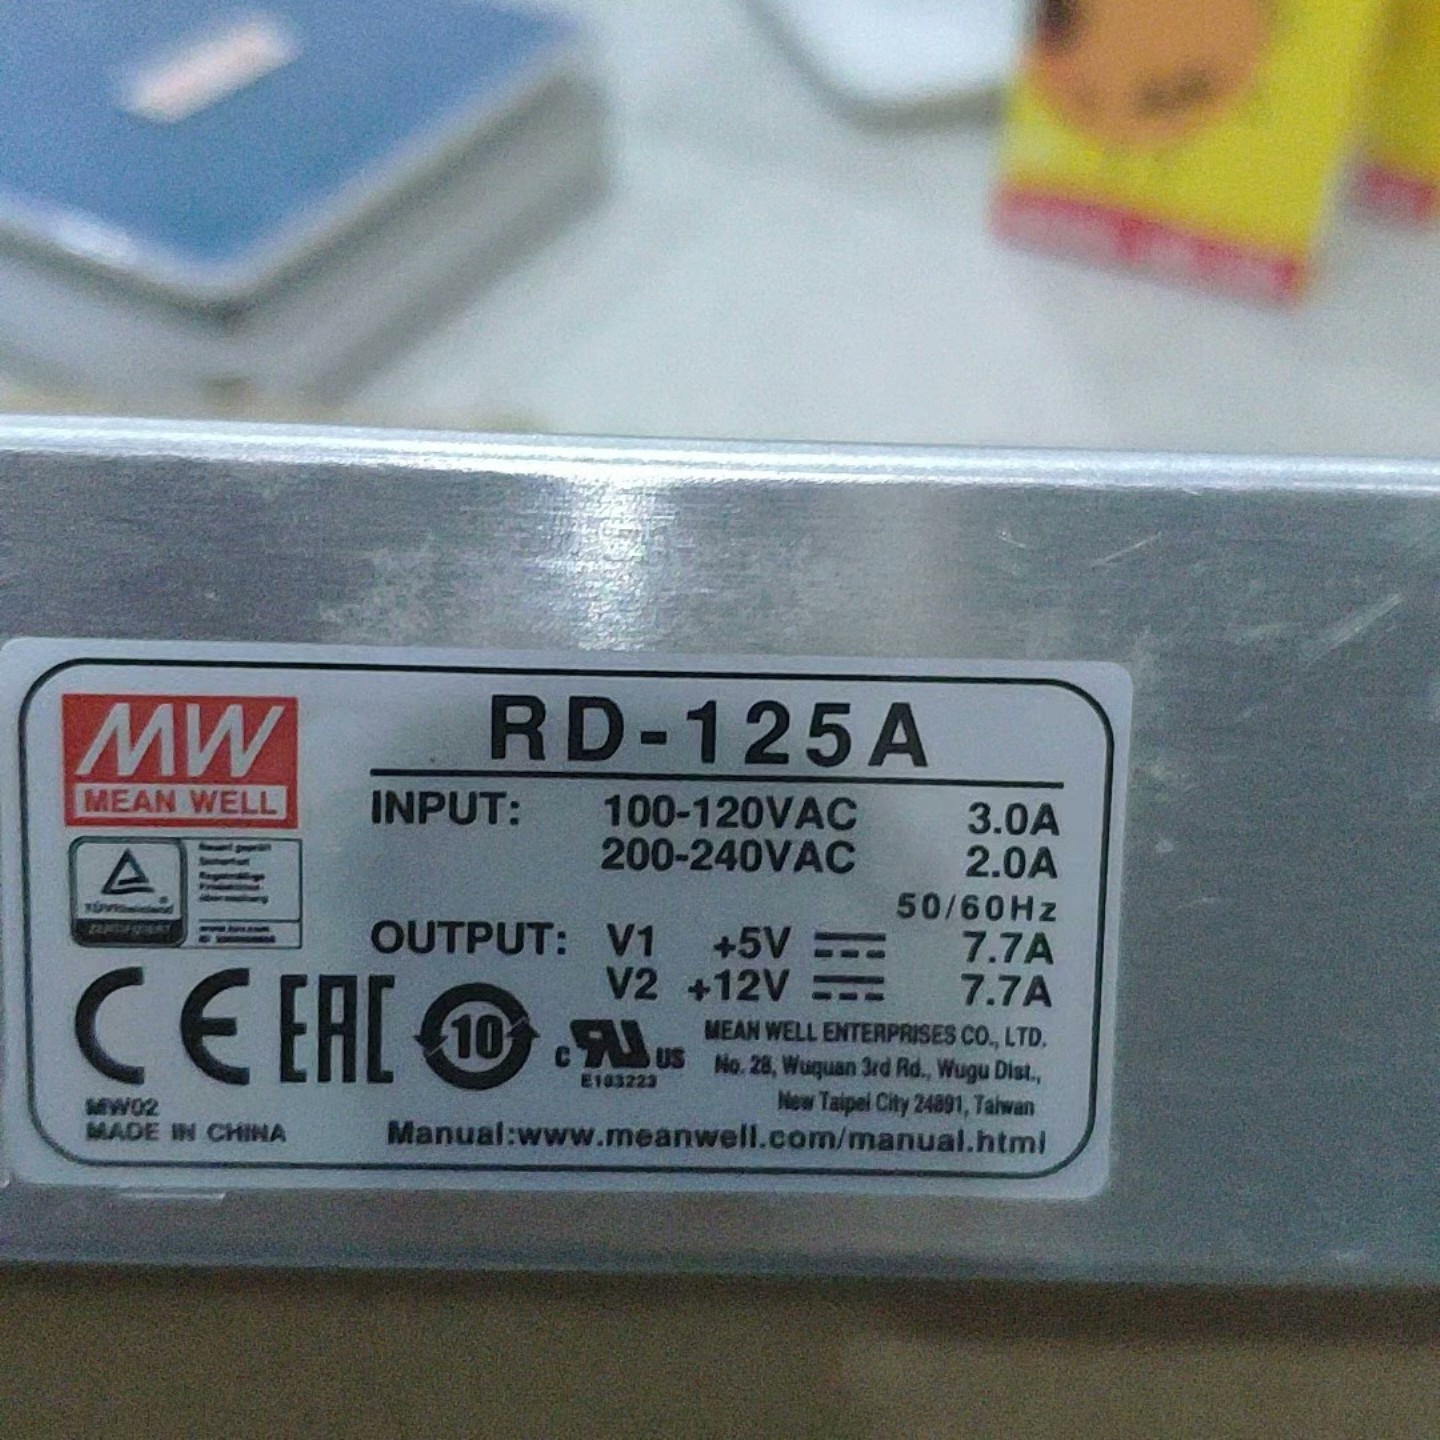 MW
MEAN WELL
RD-125A
INPUT: 100-120VAC 3.0A
200-240VAC 2.0A
50/60Hz
OUTPUT: V1 +5V 7.7A
V2 +12V 7.7A
TÜVRheinland
ZERTIFIZIERT
CE EAC 10 c RU US
E183223
MEAN WELL ENTERPRISES CO., LTD.
No. 28, Wuquan 3rd Rd., Wugu Dist.,
New Taipei City 24891, Taiwan
MW02
MADE IN CHINA
Manual:www.meanwell.com/manual.html